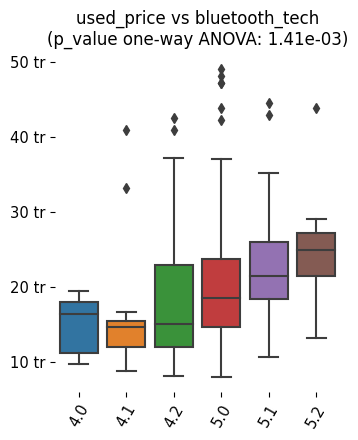 used_price vs bluetooth_tech
(p_value one-way ANOVA: 1.41e-03)
50 tr
40 tr
30 tr
20 tr
10 tr
4.0 4.1 4.2 5.0 5.1 5.2